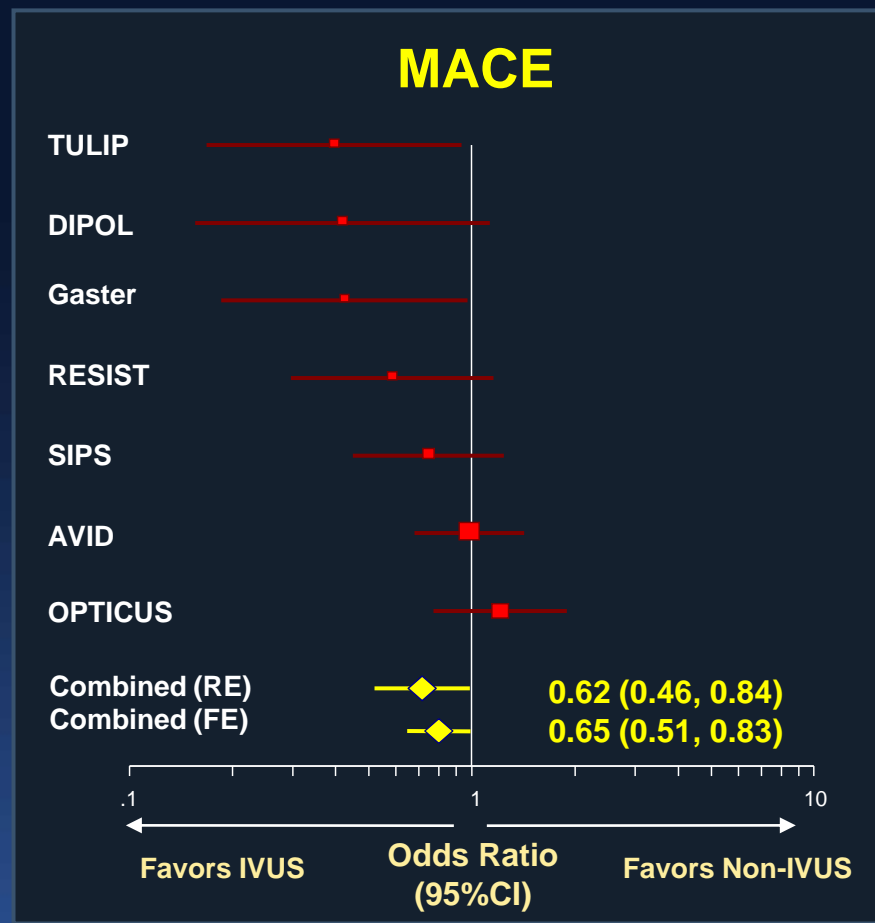 MACE
TULIP
DIPOL
Gaster
RESIST
SIPS
AVID
OPTICUS
Combined (RE) 0.62 (0.46, 0.84)
Combined (FE) 0.65 (0.51, 0.83)
.1 1 10
Favors IVUS Odds Ratio Favors Non-IVUS
(95%CI)